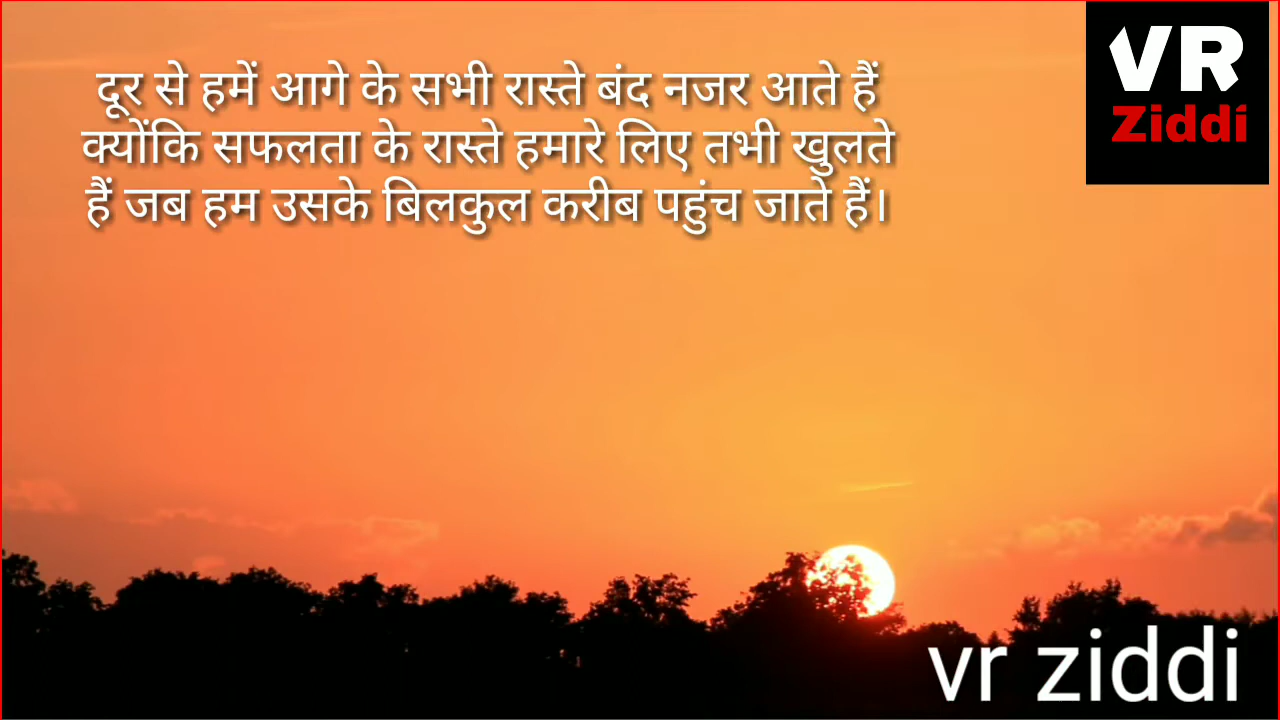 दूर से हमें आगे के सभी रास्ते बंद नजर आते हैं
क्योंकि सफलता के रास्ते हमारे लिए तभी खुलते
हैं जब हम उसके बिलकुल करीब पहुंच जाते हैं।
VR
Ziddi
vr ziddi